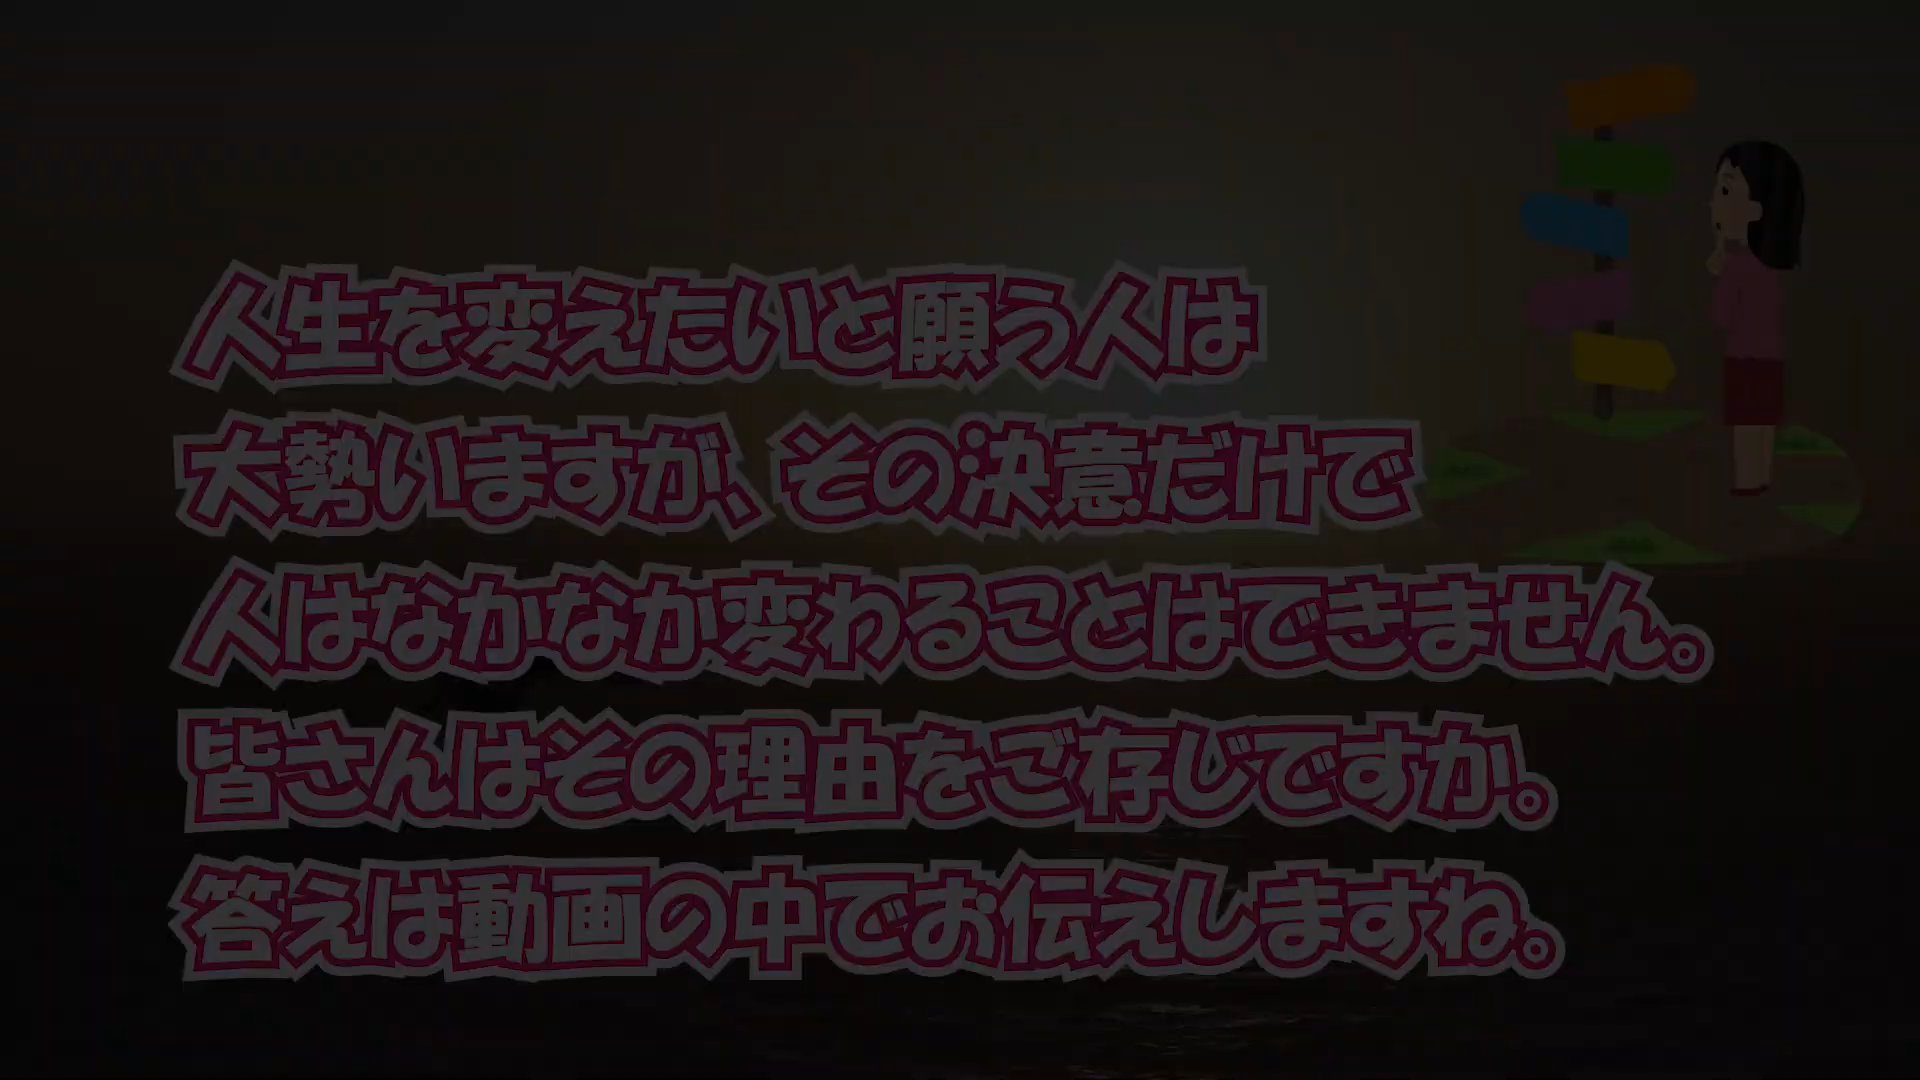 人生を変えたいと願う人は
大勢いますが、その決意だけで
人はなかなか変わることはできません。
皆さんはその理由をご存じですか。
答えは動画の中でお伝えしますね。